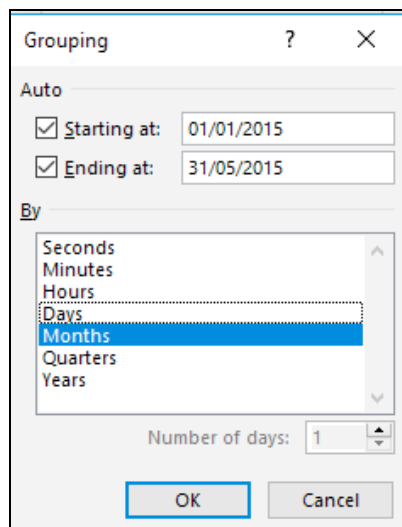 Grouping ?
Auto
Starting at: 01/01/2015
Ending at: 31/05/2015
By
Seconds
Minutes
Hours
Days
Months
Quarters
Years
Number of days: 1
OK Cancel